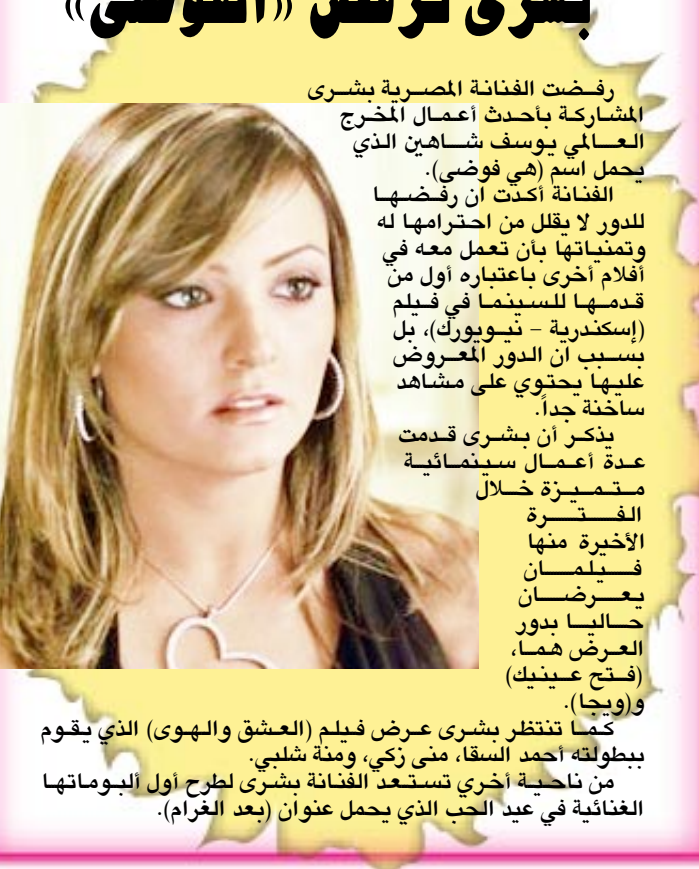 بشرى ترفض «الفوضى»
رفضت الفنانة المصرية بشرى
المشاركة بأحدث أعمال المخرج
العالمي يوسف شاهين الذي
يحمل اسم (هي فوضى).
الفنانة أكدت ان رفضها
للدور لا يقلل من احترامها له
وتمنياتها بأن تعمل معه في
أفلام أخرى باعتباره أول من
قدمها للسينما في فيلم
(إسكندرية - نيويورك)، بل
بسبب ان الدور المعروض
عليها يحتوي على مشاهد
ساخنة جداً.
يذكر أن بشرى قدمت
عدة أعمال سينمائية
متميزة خلال
الفترة
الأخيرة منها
فيلمان
يعرضان
حاليا بدور
العرض هما،
(فتح عينيك)
و(ويجا).
كما تنتظر بشرى عرض فيلم (العشق والهوى) الذي يقوم
ببطولته أحمد السقا، منى زكي، ومنة شلبي.
من ناحية أخري تستعد الفنانة بشرى لطرح أول ألبوماتها
الغنائية في عيد الحب الذي يحمل عنوان (بعد الغرام).